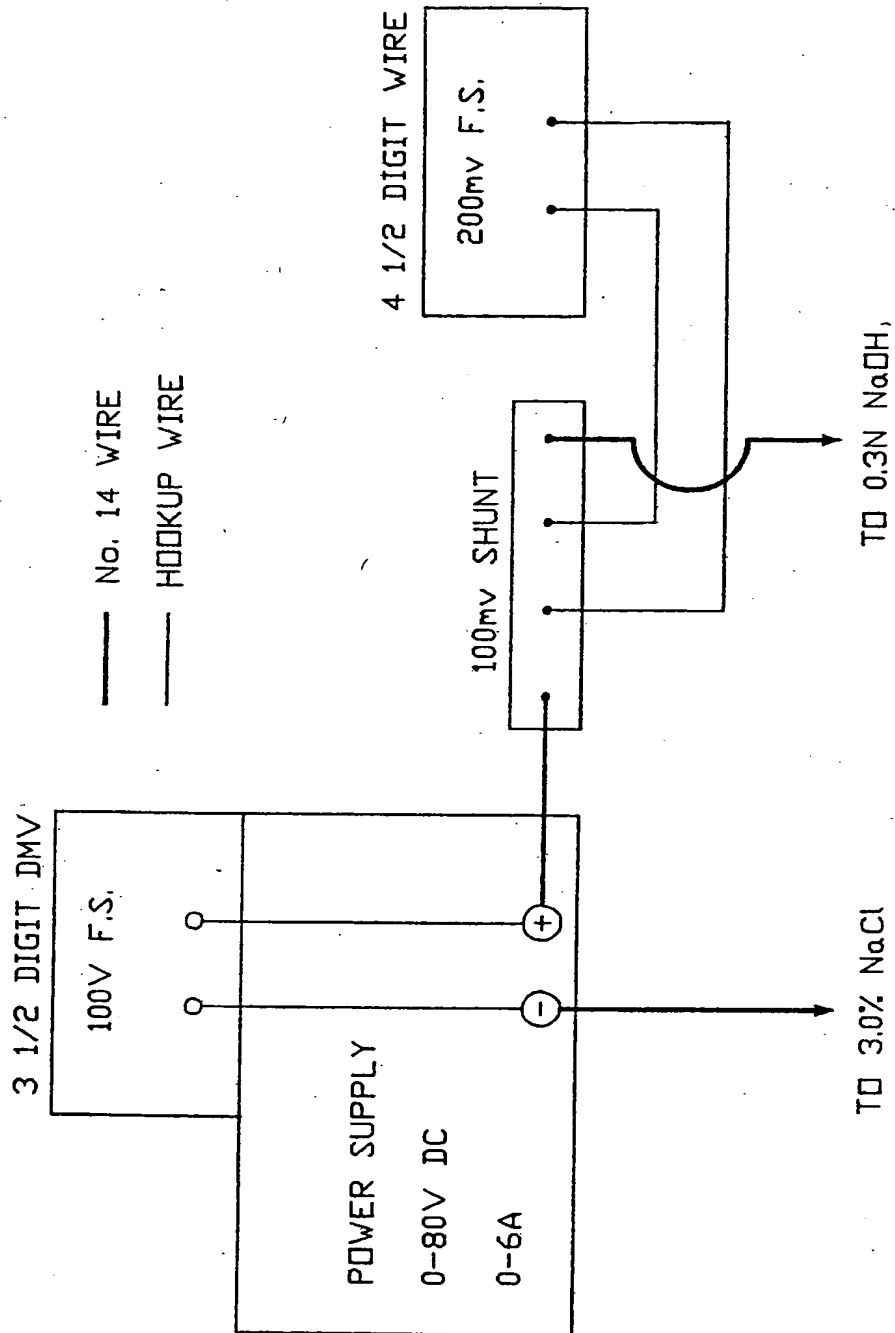 3 1/2 DIGIT DMV
100V F.S.
POWER SUPPLY
0-80V DC
0-6A
No. 14 WIRE
HOOKUP WIRE
100mv SHUNT
4 1/2 DIGIT WIRE
200mv F.S.
- +
TO 3.0% NaCl
TO 0.3N NaOH,